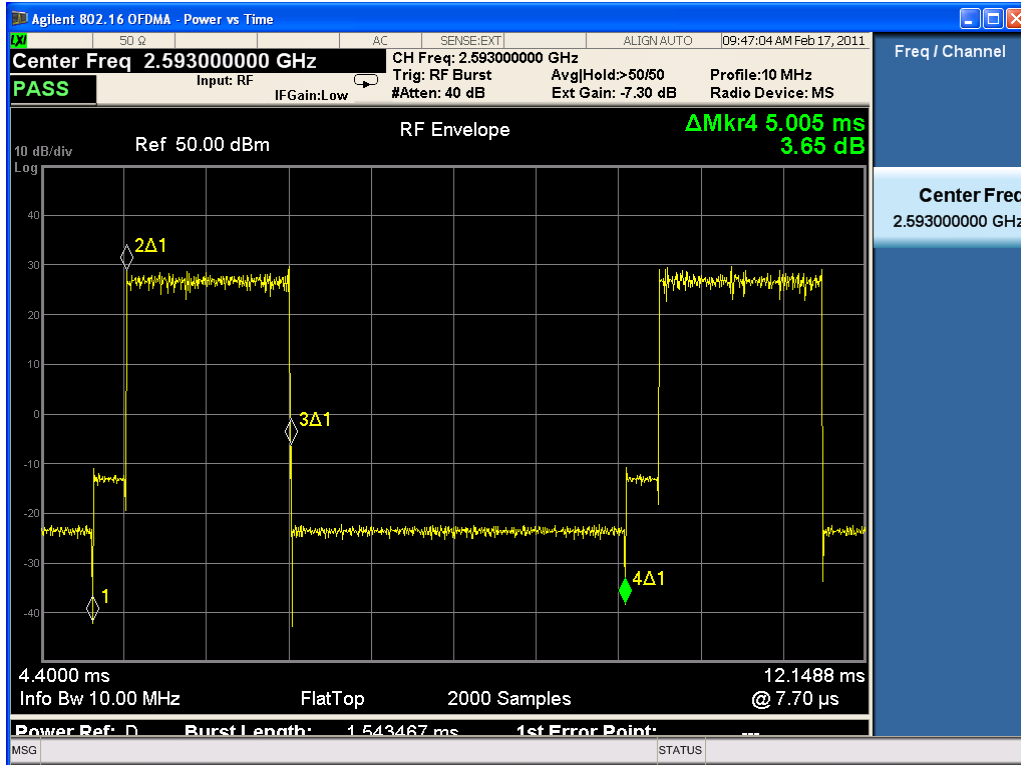 Agilent 802.16 OFDMA - Power vs Time
LXI 50 Ω AC SENSE:EXT ALIGN AUTO 09:47:04 AM Feb 17, 2011
Center Freq 2.593000000 GHz
CH Freq: 2.593000000 GHz
Input: RF Trig: RF Burst Avg|Hold:>50/50 Profile:10 MHz
PASS IFGain:Low #Atten: 40 dB Ext Gain: -7.30 dB Radio Device: MS
Freq / Channel
Center Freq
2.593000000 GHz
RF Envelope
ΔMkr4 5.005 ms
3.65 dB
10 dB/div Ref 50.00 dBm
Log
40
30
20
10
0
-10
-20
-30
-40
2Δ1
3Δ1
1
4Δ1
4.4000 ms 12.1488 ms
Info Bw 10.00 MHz FlatTop 2000 Samples @ 7.70 µs
Power Ref: D Burst Length: 1.543467 ms 1st Error Point: ---
MSG STATUS